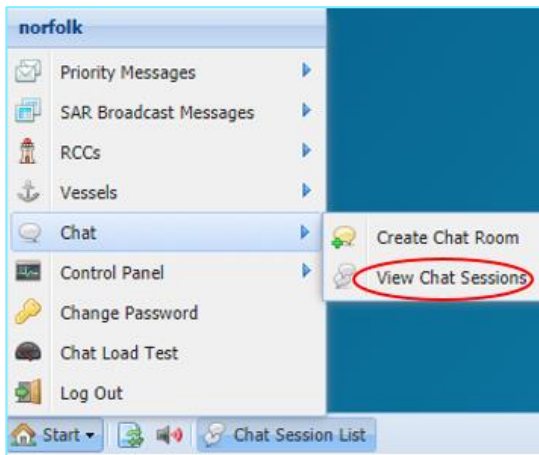 norfolk
Priority Messages
SAR Broadcast Messages
RCCs
Vessels
Chat
Create Chat Room
Control Panel
View Chat Sessions
Change Password
Chat Load Test
Log Out
Start
Chat Session List